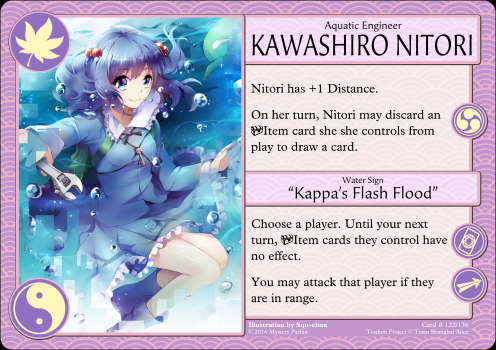 Aquatic Engineer
KAWASHIRO NITORI
Nitori has +1 Distance.
On her turn, Nitori may discard an
Item card she she controls from
play to draw a card.
Water Sign
“Kappa’s Flash Flood”
Choose a player. Until your next
turn, Item cards they control have
no effect.
You may attack that player if they
are in range.
Illustration by Squ-chan
© 2016 Mystery Parfait
Card # 122/136
Touhou Project © Team Shanghai Alice